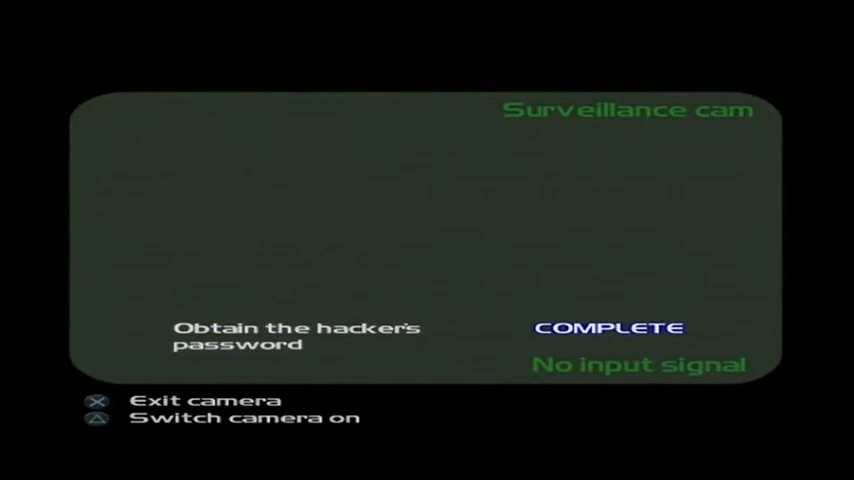 Surveillance cam
Obtain the hacker's COMPLETE
password
No input signal
Exit camera
Switch camera on